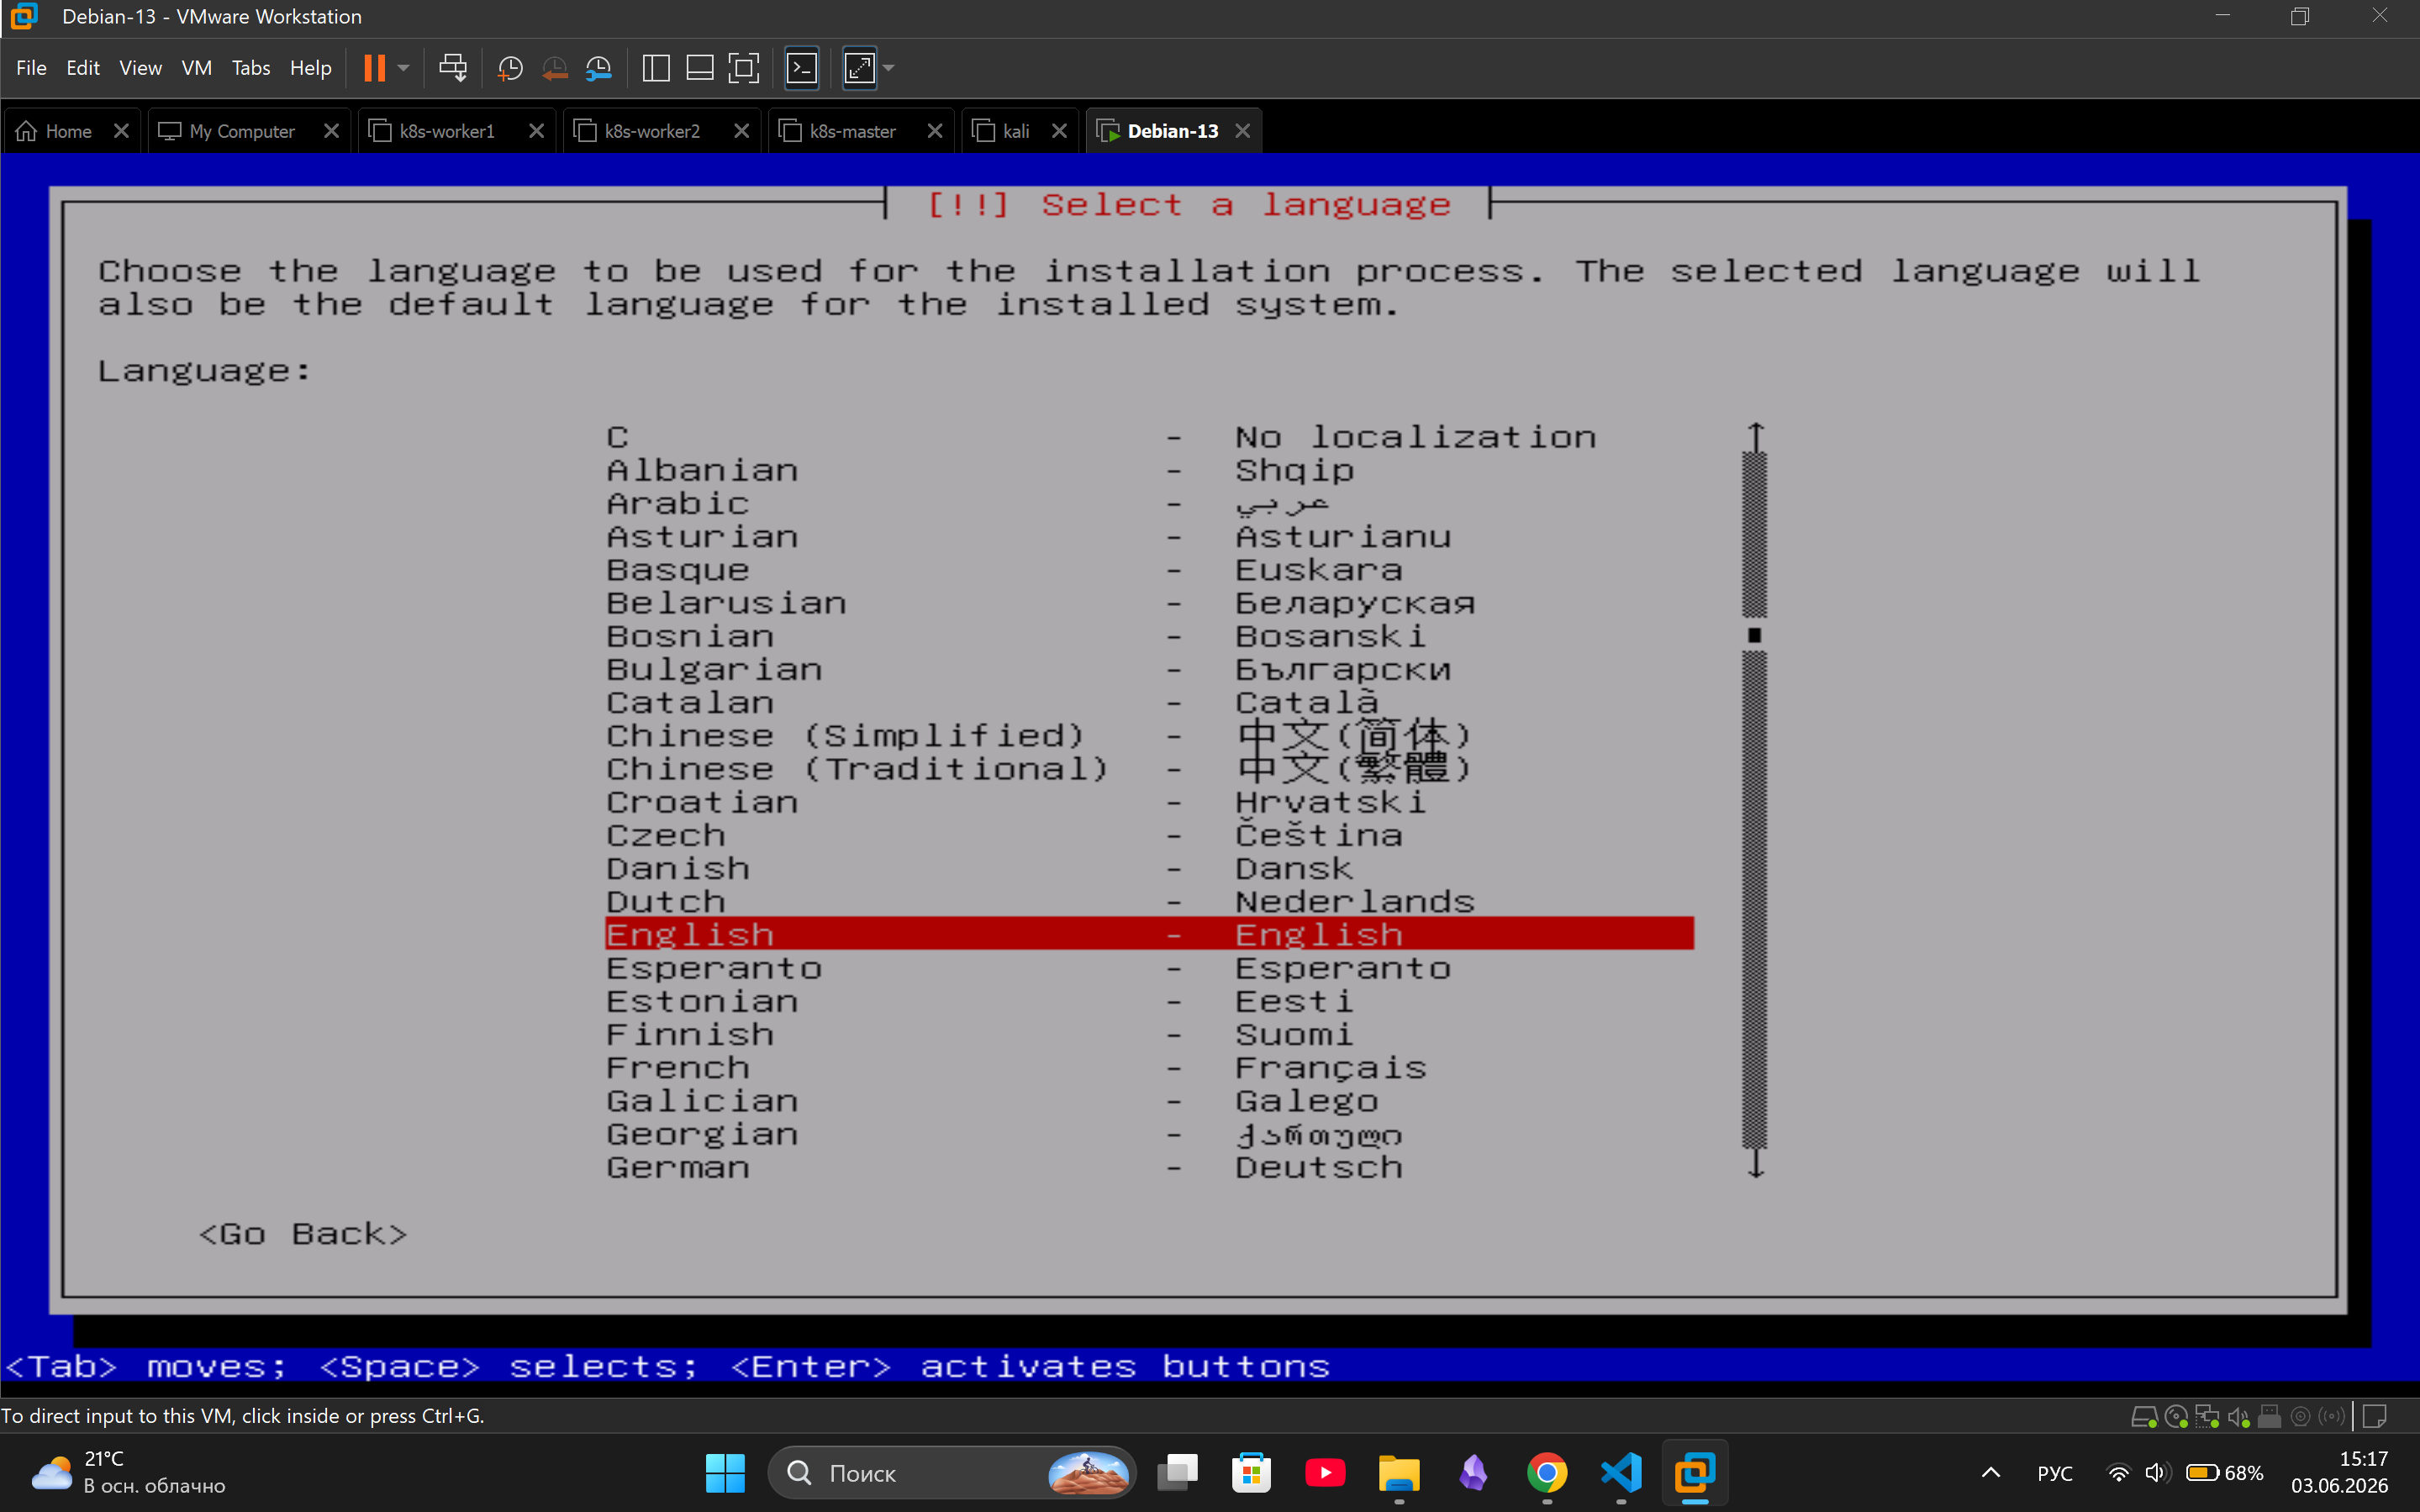 Debian-13 - VMware Workstation
File Edit View VM Tabs Help
Home My Computer k8s-worker1 k8s-worker2 k8s-master kali Debian-13
[!!] Select a language
Choose the language to be used for the installation process. The selected language will
also be the default language for the installed system.
Language:
C - No localization
Albanian - Shqip
Arabic - عربي
Asturian - Asturianu
Basque - Euskara
Belarusian - Беларуская
Bosnian - Bosanski
Bulgarian - Български
Catalan - Català
Chinese (Simplified) - 中文(简体)
Chinese (Traditional) - 中文(繁體)
Croatian - Hrvatski
Czech - Čeština
Danish - Dansk
Dutch - Nederlands
English - English
Esperanto - Esperanto
Estonian - Eesti
Finnish - Suomi
French - Français
Galician - Galego
Georgian - ქართული
German - Deutsch
<Go Back>
<Tab> moves; <Space> selects; <Enter> activates buttons
To direct input to this VM, click inside or press Ctrl+G.
21°C
В осн. облачно
Поиск
РУС
68%
15:17
03.06.2026